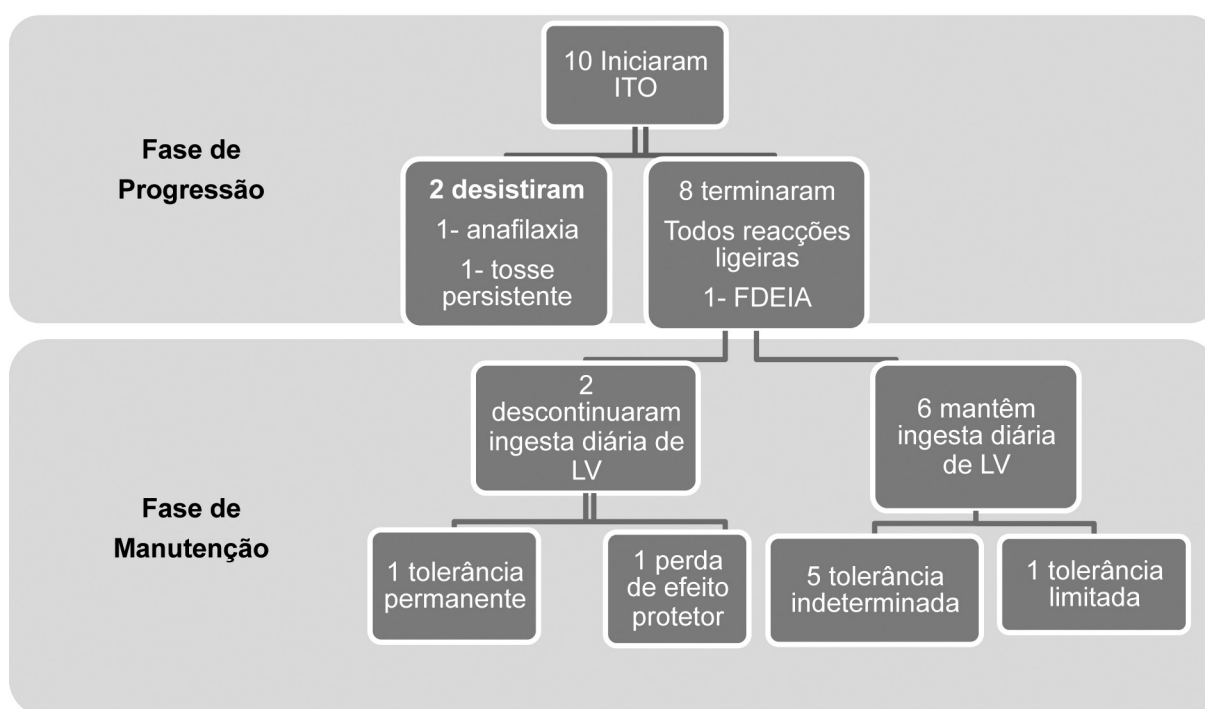 10 Iniciaram
ITO
Fase de
Progressão
2 desistiram
1- anafilaxia
1- tosse
persistente
8 terminaram
Todos reacções
ligeiras
1- FDEIA
Fase de
Manutenção
2
descontinuaram
ingesta diária de
LV
6 mantêm
ingesta diária
de LV
1 tolerância
permanente
1 perda
de efeito
protetor
5 tolerância
indeterminada
1 tolerância
limitada